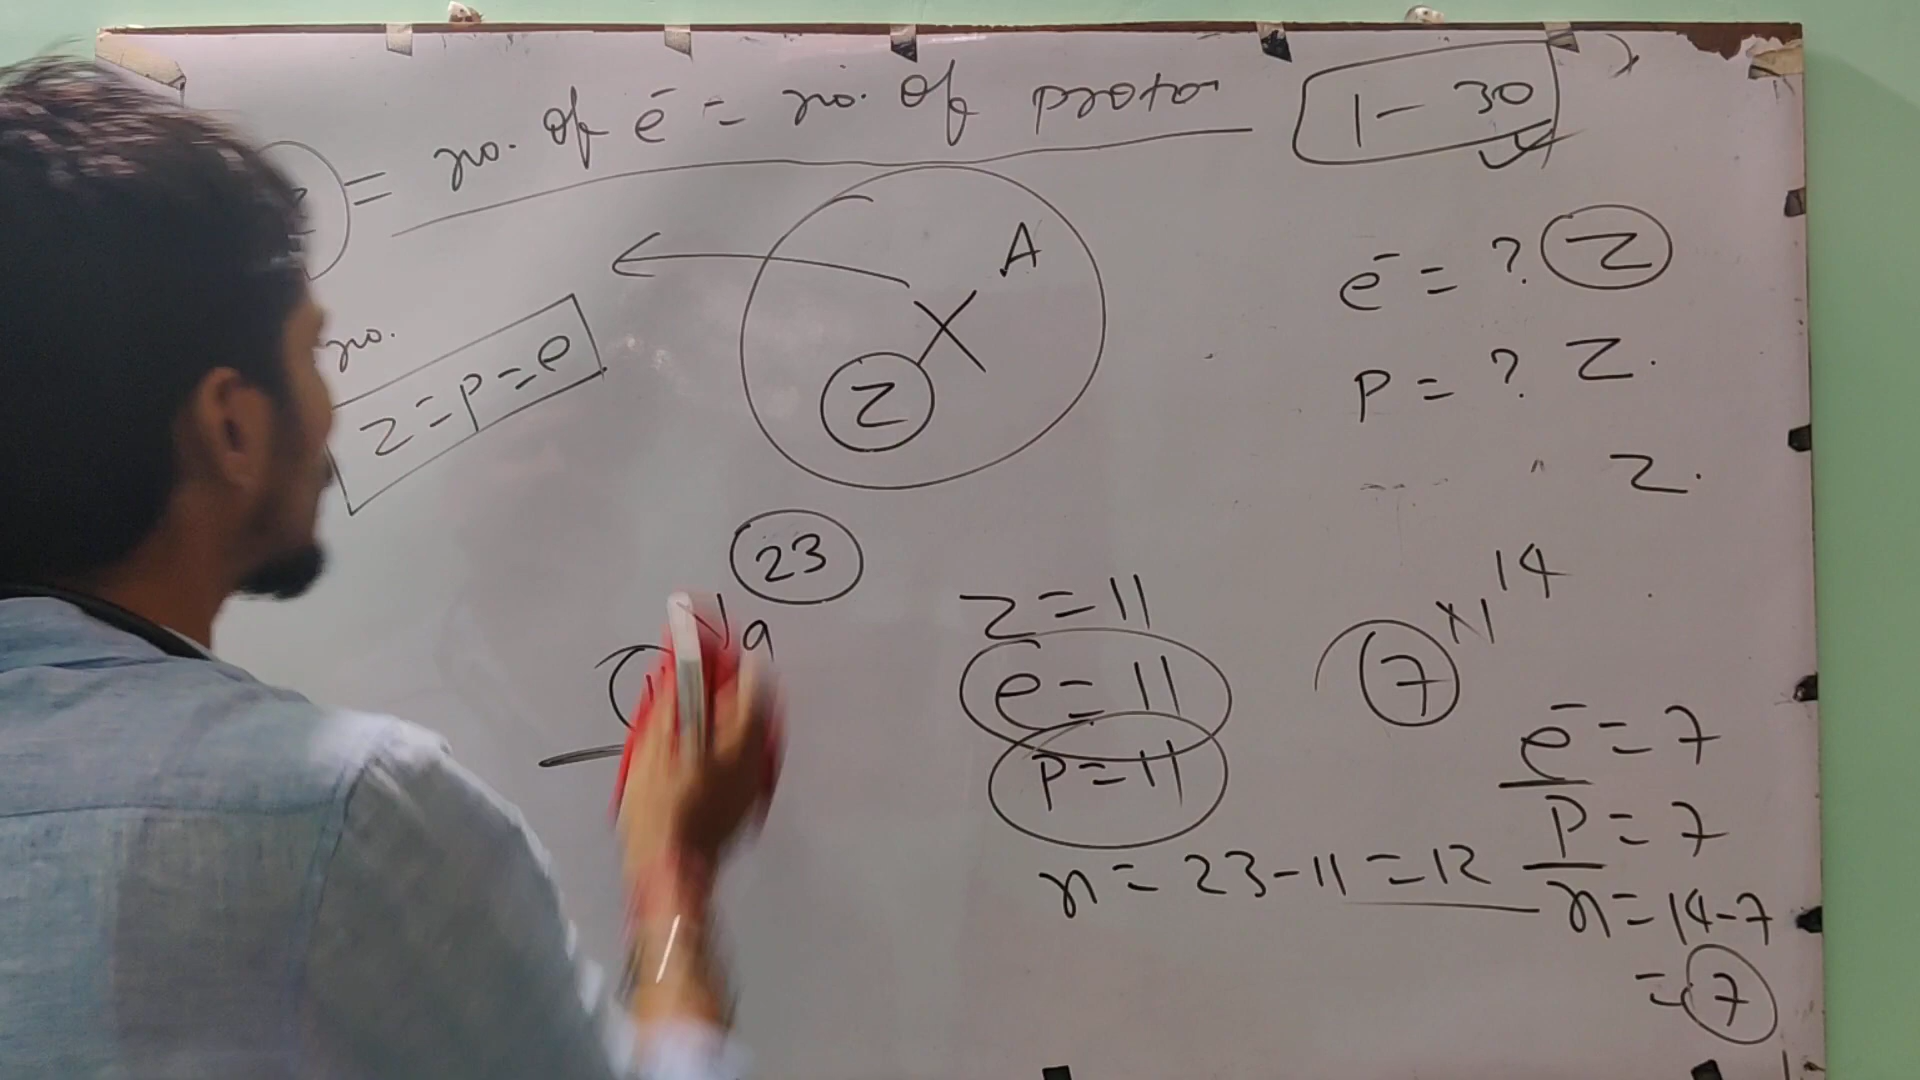 = no. of e⁻ = no. of proton
1 – 30
A
X
Z
e⁻ = ? Z
no.
Z = P = e
P = ? Z.
Z.
23
Z = 11
e = 11
P = 11
n = 23 - 11 = 12
14
N
7
e⁻ = 7
P = 7
n = 14 - 7
= 7